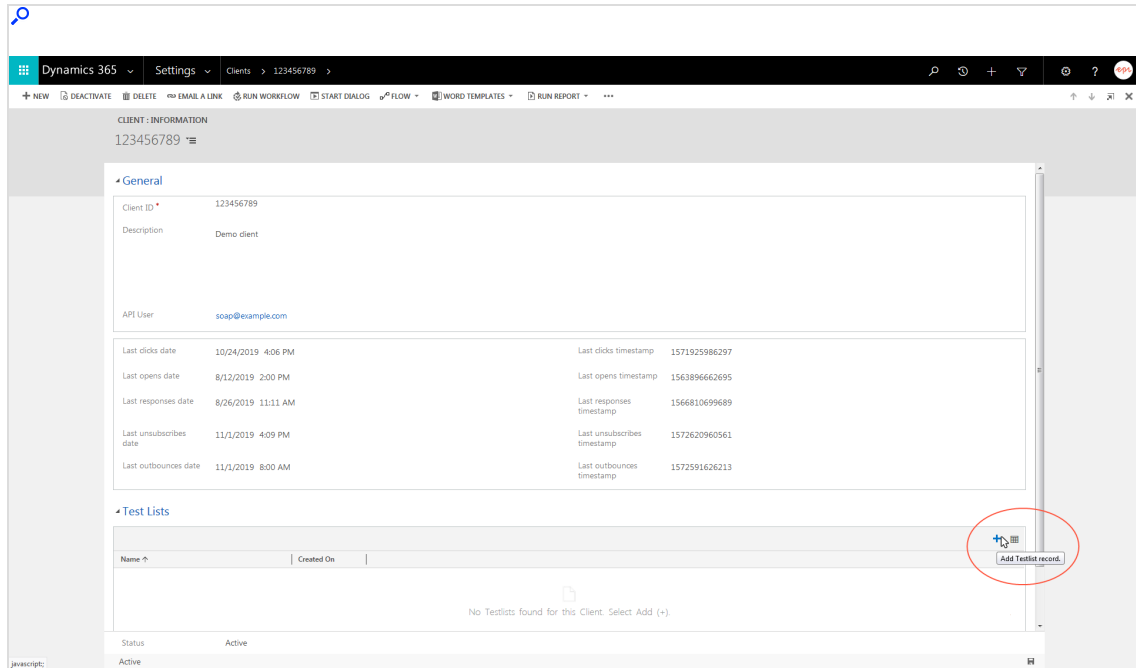 Dynamics 365 Settings Clients > 123456789 > ?
+ NEW DEACTIVATE DELETE EMAIL A LINK RUN WORKFLOW START DIALOG FLOW WORD TEMPLATES RUN REPORT •••
CLIENT : INFORMATION
123456789
General
Client ID * 123456789
Description Demo client
API User soap@example.com
Last clicks date 10/24/2019 4:06 PM Last clicks timestamp 1571925986297
Last opens date 8/12/2019 2:00 PM Last opens timestamp 1563896662695
Last responses date 8/26/2019 11:11 AM Last responses
timestamp 1566810699689
Last unsubscribes
date 11/1/2019 4:09 PM Last unsubscribes
timestamp 1572620960561
Last outbounces date 11/1/2019 8:00 AM Last outbounces
timestamp 1572591626213
Test Lists
Name ↑ Created On
Add Testlist record.
No Testlists found for this Client. Select Add (+).
Status Active
javascript:; Active